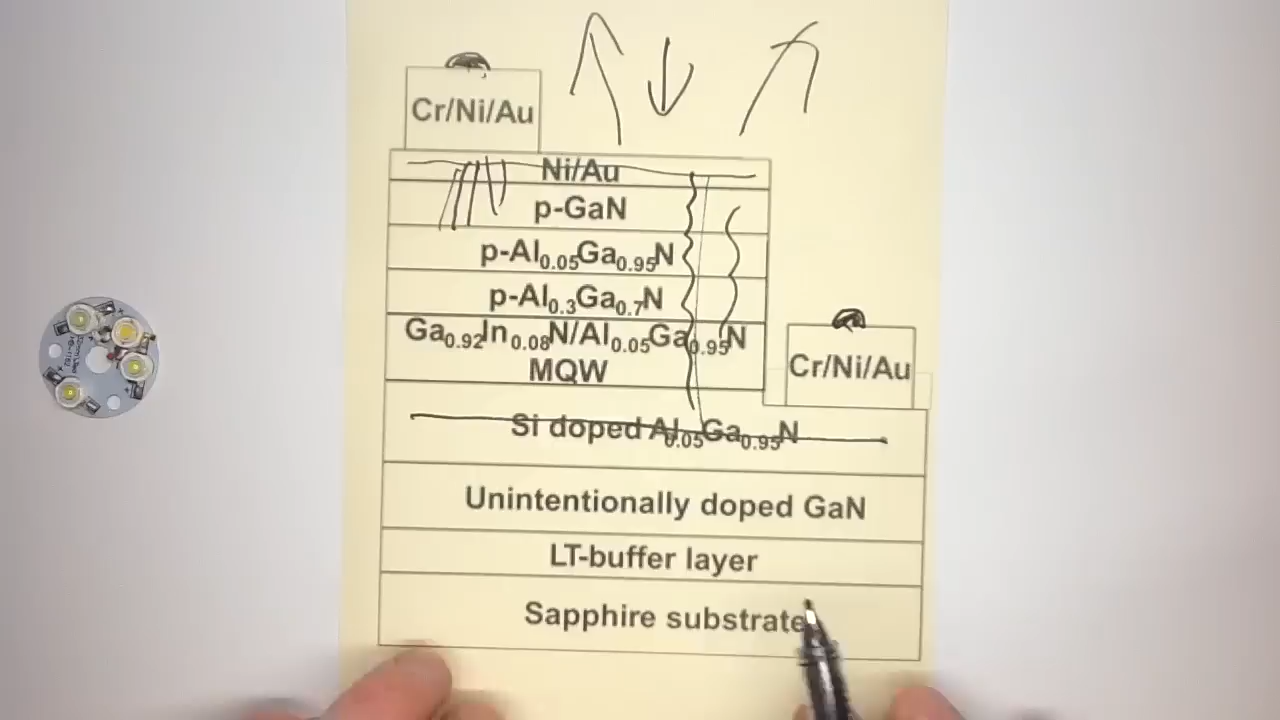 Cr/Ni/Au
Ni/Au
p-GaN
p-Al₀.₀₅Ga₀.₉₅N
p-Al₀.₃Ga₀.₇N
Ga₀.₉₂In₀.₀₈N/Al₀.₀₅Ga₀.₉₅N
MQW
Cr/Ni/Au
Si doped Al₀.₀₅Ga₀.₉₅N
Unintentionally doped GaN
LT-buffer layer
Sapphire substrate